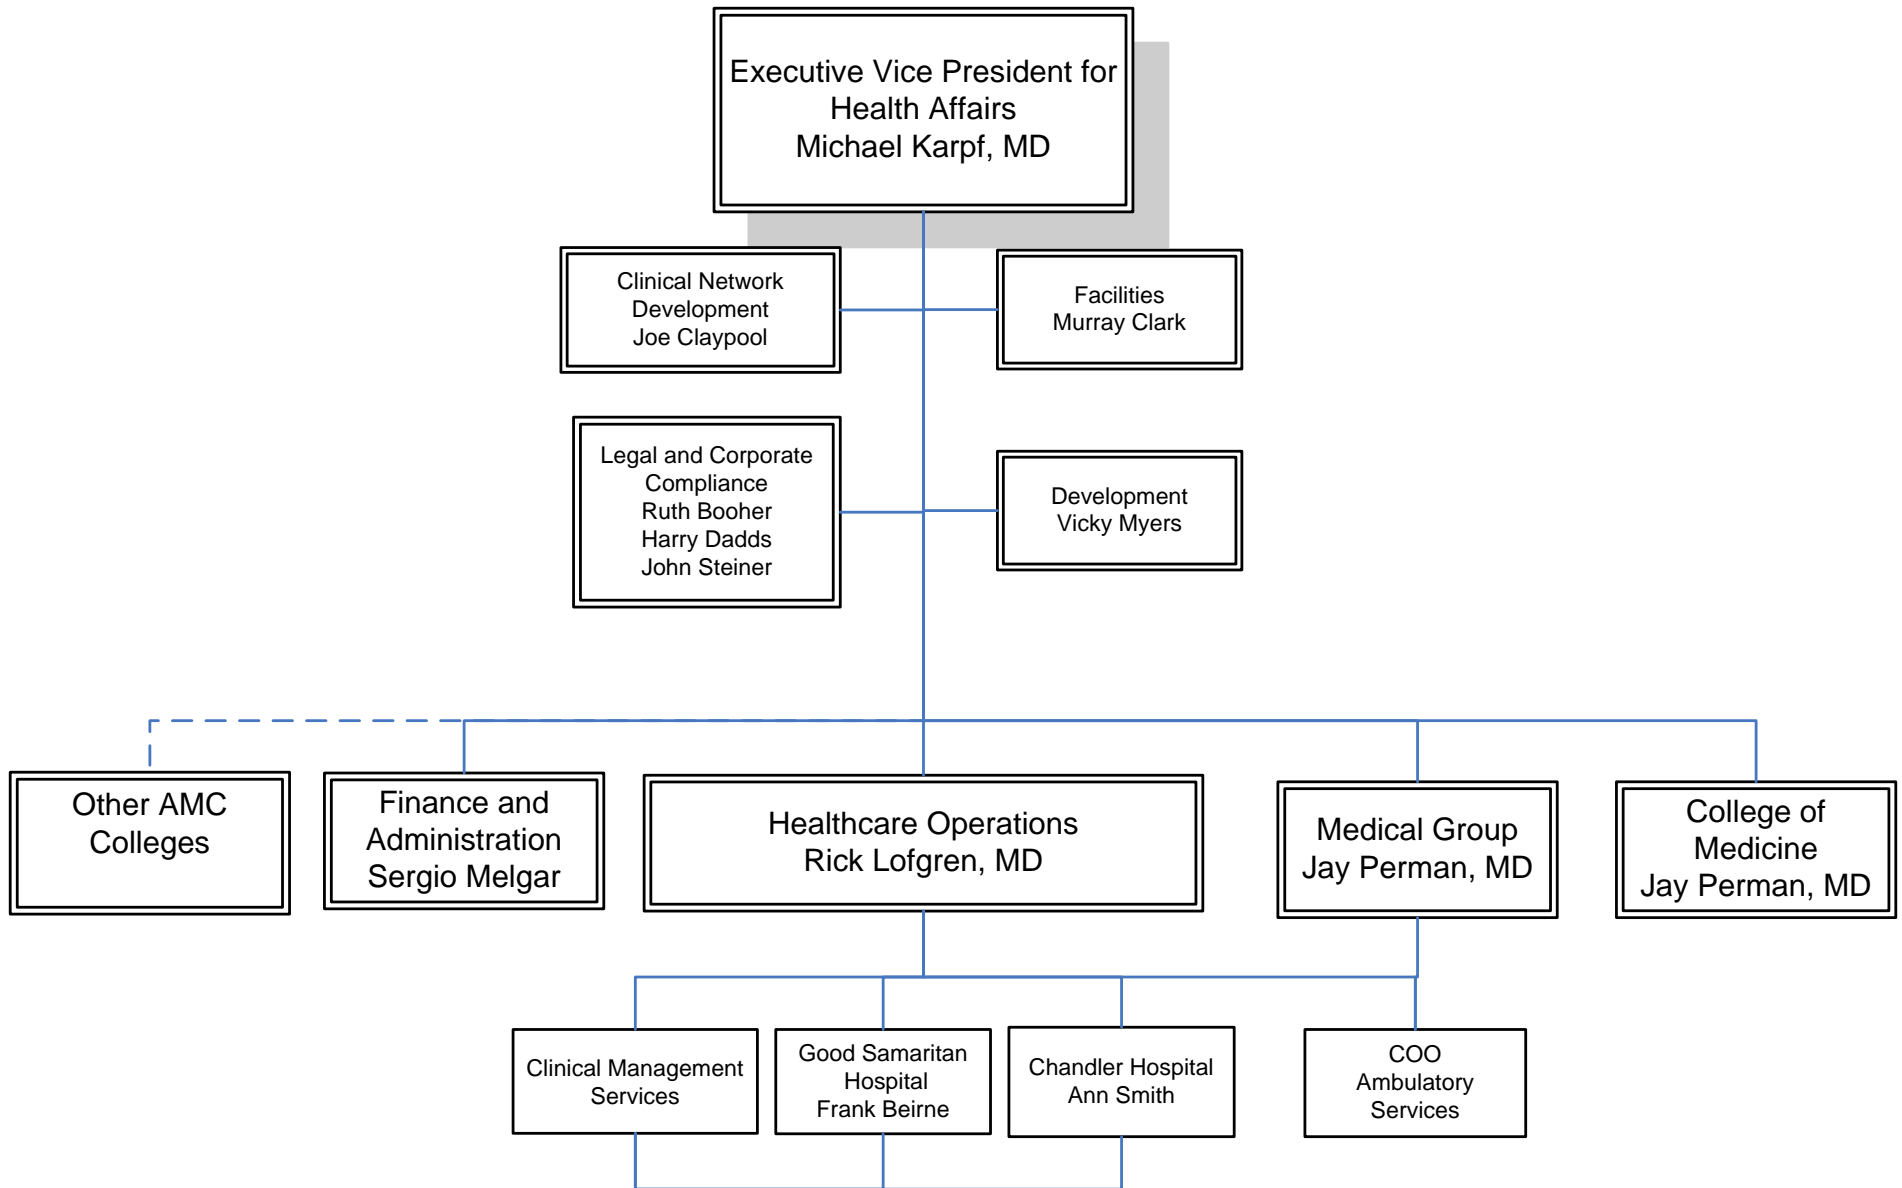 Executive Vice President for
Health Affairs
Michael Karpf, MD
Clinical Network
Development
Joe Claypool
Facilities
Murray Clark
Legal and Corporate
Compliance
Ruth Booher
Harry Dadds
John Steiner
Development
Vicky Myers
Other AMC
Colleges
Finance and
Administration
Sergio Melgar
Healthcare Operations
Rick Lofgren, MD
Medical Group
Jay Perman, MD
College of
Medicine
Jay Perman, MD
Clinical Management
Services
Good Samaritan
Hospital
Frank Beirne
Chandler Hospital
Ann Smith
COO
Ambulatory
Services